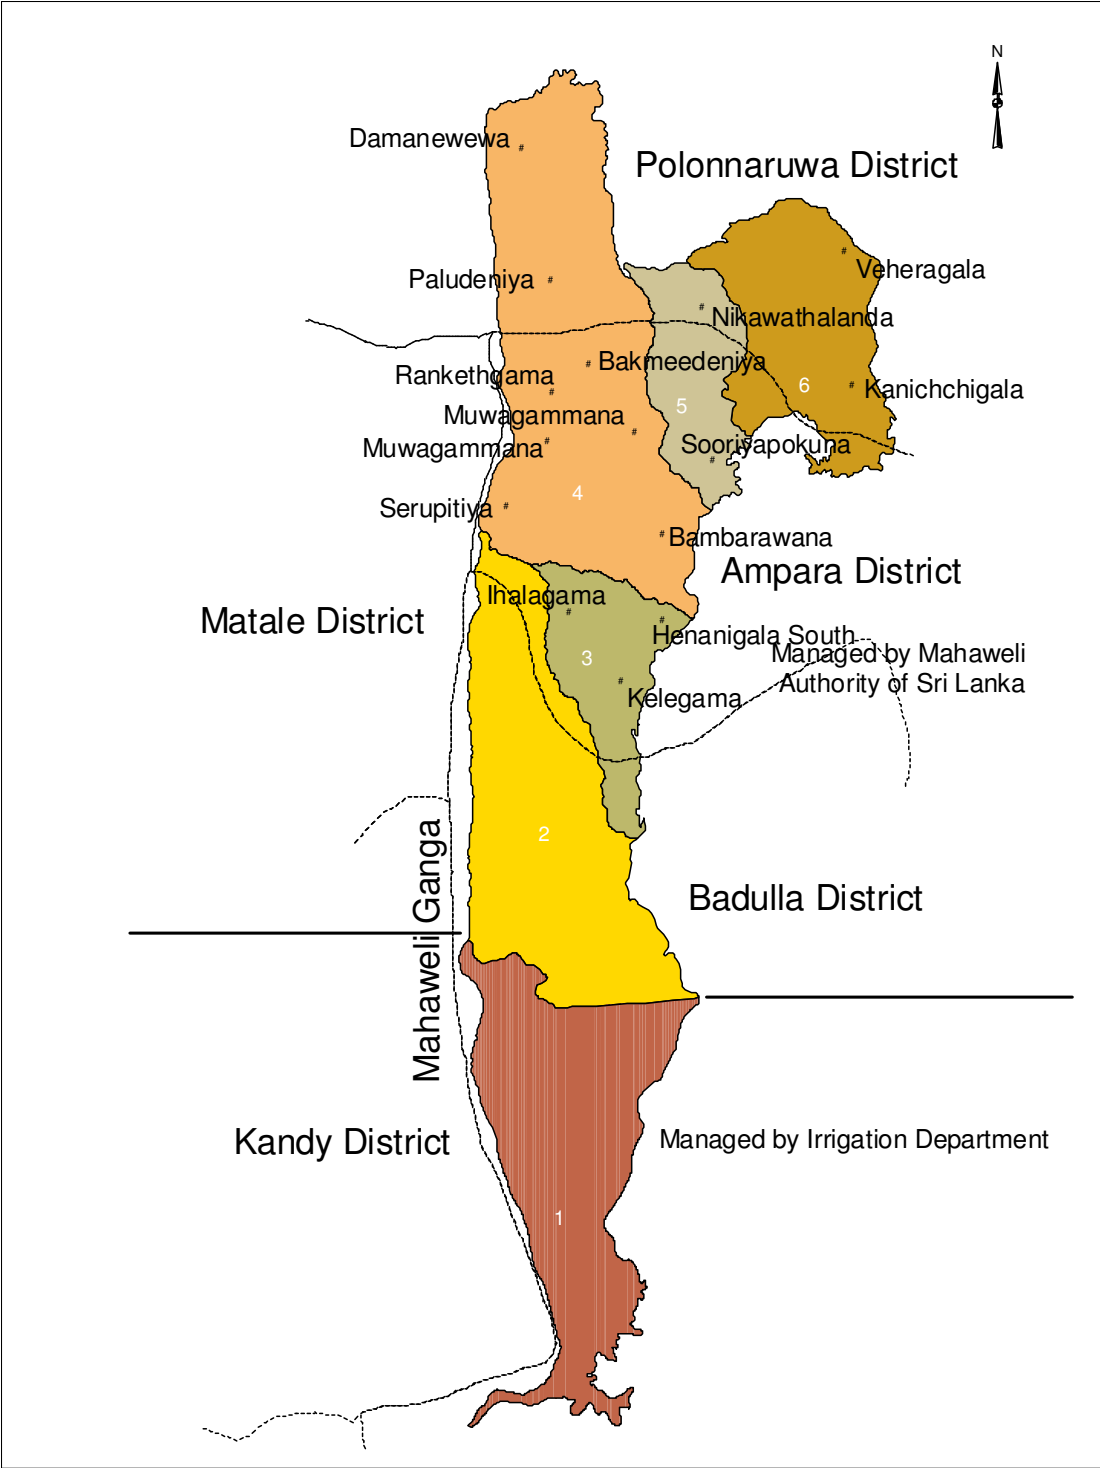 N
Damanewewa
Polonnaruwa District
Veheragala
Paludeniya
Nikawathalanda
Bakmeedeniya
Rankethgama
6
Kanichchigala
5
Muwagammana
Muwagammana
Sooriyapokuna
4
Serupitiya
Bambarawana
Ampara District
Ihalagama
Matale District
Henanigala South
3
Managed by Mahaweli
Authority of Sri Lanka
Kelegama
2
Mahaweli Ganga
Badulla District
Kandy District
Managed by Irrigation Department
1